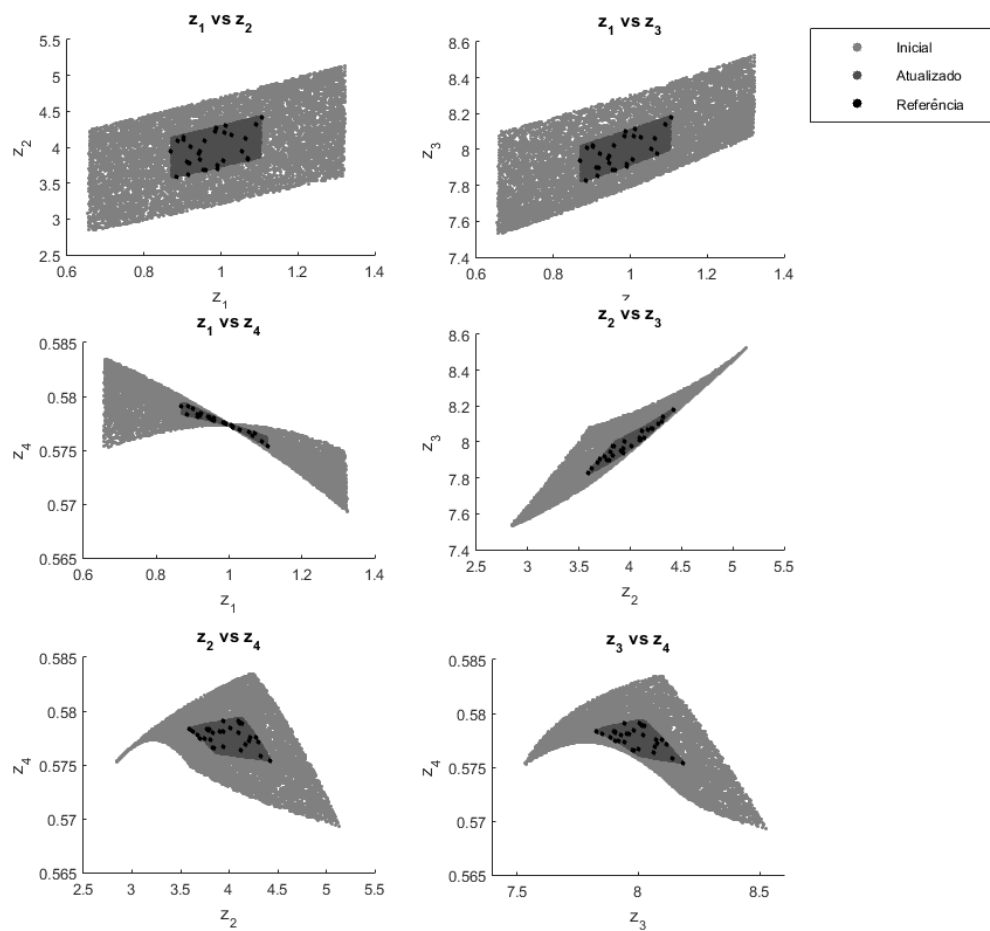 z1 vs z2
5.5
5
4.5
4
3.5
3
2.5
z2
0.6 0.8 1 1.2 1.4
z1
z1 vs z3
8.6
8.4
8.2
8
7.8
7.6
7.4
z3
0.6 0.8 1 1.2 1.4
z
Inicial
Atualizado
Referência
z1 vs z4
0.585
0.58
0.575
0.57
0.565
z4
0.6 0.8 1 1.2 1.4
z1
z2 vs z3
8.6
8.4
8.2
8
7.8
7.6
7.4
z3
2.5 3 3.5 4 4.5 5 5.5
z2
z2 vs z4
0.585
0.58
0.575
0.57
0.565
z4
2.5 3 3.5 4 4.5 5 5.5
z2
z3 vs z4
0.585
0.58
0.575
0.57
0.565
z4
7.5 8 8.5
z3